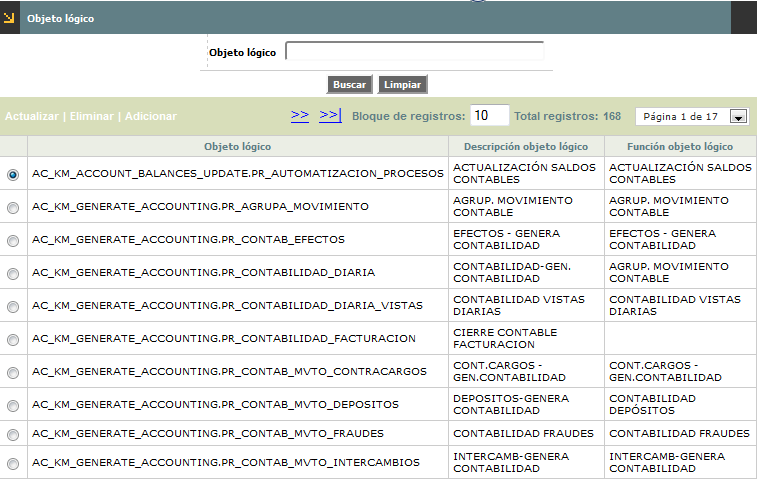 Objeto lógico
Objeto lógico
Buscar Limpiar
Actualizar | Eliminar | Adicionar >> >>| Bloque de registros: 10 Total registros: 168 Página 1 de 17
Objeto lógico Descripción objeto lógico Función objeto lógico
AC_KM_ACCOUNT_BALANCES_UPDATE.PR_AUTOMATIZACION_PROCESOS
ACTUALIZACIÓN SALDOS
CONTABLES
ACTUALIZACIÓN SALDOS
CONTABLES
AC_KM_GENERATE_ACCOUNTING.PR_AGRUPA_MOVIMIENTO
AGRUP. MOVIMIENTO
CONTABLE
AGRUP. MOVIMIENTO
CONTABLE
AC_KM_GENERATE_ACCOUNTING.PR_CONTAB_EFECTOS
EFECTOS - GENERA
CONTABILIDAD
EFECTOS - GENERA
CONTABILIDAD
AC_KM_GENERATE_ACCOUNTING.PR_CONTABILIDAD_DIARIA
CONTABILIDAD-GEN.
CONTABILIDAD
AGRUP. MOVIMIENTO
CONTABLE
AC_KM_GENERATE_ACCOUNTING.PR_CONTABILIDAD_DIARIA_VISTAS
CONTABILIDAD VISTAS
DIARIAS
CONTABILIDAD VISTAS
DIARIAS
AC_KM_GENERATE_ACCOUNTING.PR_CONTABILIDAD_FACTURACION
CIERRE CONTABLE
FACTURACION
AC_KM_GENERATE_ACCOUNTING.PR_CONTAB_MVTO_CONTRACARGOS
CONT.CARGOS -
GEN.CONTABILIDAD
CONT.CARGOS -
GEN.CONTABILIDAD
AC_KM_GENERATE_ACCOUNTING.PR_CONTAB_MVTO_DEPOSITOS
DEPOSITOS-GENERA
CONTABILIDAD
CONTABILIDAD
DEPÓSITOS
AC_KM_GENERATE_ACCOUNTING.PR_CONTAB_MVTO_FRAUDES
CONTABILIDAD FRAUDES
CONTABILIDAD FRAUDES
AC_KM_GENERATE_ACCOUNTING.PR_CONTAB_MVTO_INTERCAMBIOS
INTERCAMB-GENERA
CONTABILIDAD
INTERCAMB-GENERA
CONTABILIDAD